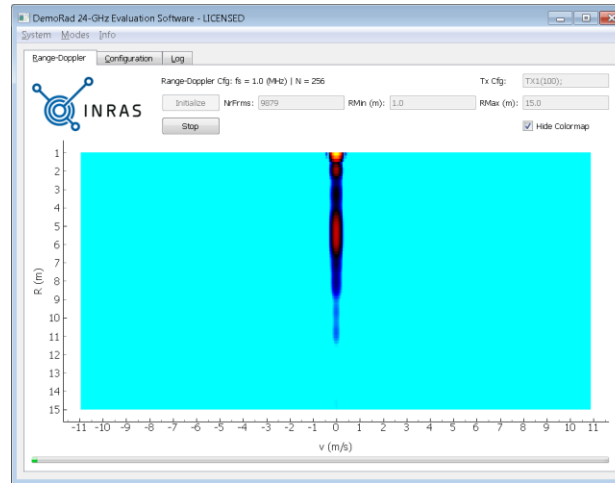 DemoRad 24-GHz Evaluation Software - LICENSED
System Modes Info
Range-Doppler Configuration Log
Range-Doppler Cfg: fs = 1.0 (MHz) | N = 256 Tx Cfg: TX1(100);
INRAS
Initialize NrFrms: 9879 RMin (m): 1.0 RMax (m): 15.0
Stop Hide Colormap
1
2
3
4
5
6
7
8
9
10
11
12
13
14
15
R (m)
-11 -10 -9 -8 -7 -6 -5 -4 -3 -2 -1 0 1 2 3 4 5 6 7 8 9 10 11
v (m/s)